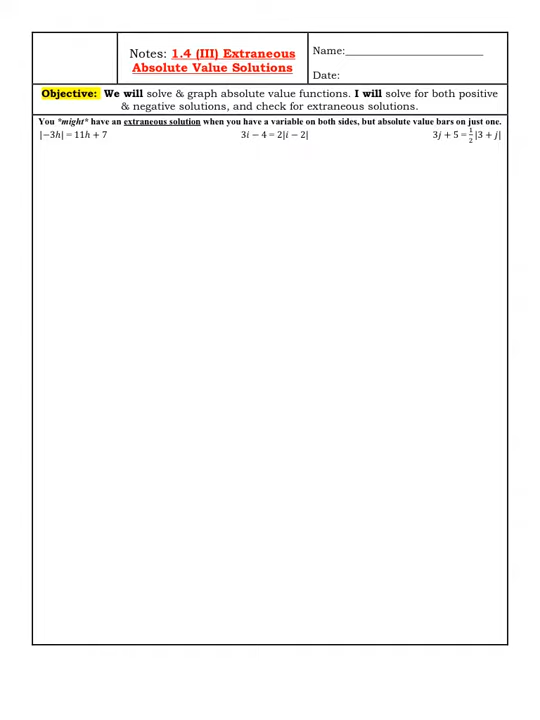 Notes: 1.4 (III) Extraneous
Absolute Value Solutions
Name:_________________________
Date:
Objective: We will solve & graph absolute value functions. I will solve for both positive
& negative solutions, and check for extraneous solutions.
You *might* have an extraneous solution when you have a variable on both sides, but absolute value bars on just one.
|−3ℎ| = 11ℎ + 7 3𝑖 − 4 = 2|𝑖 − 2| 3𝑗 + 5 = 1/2 |3 + 𝑗|